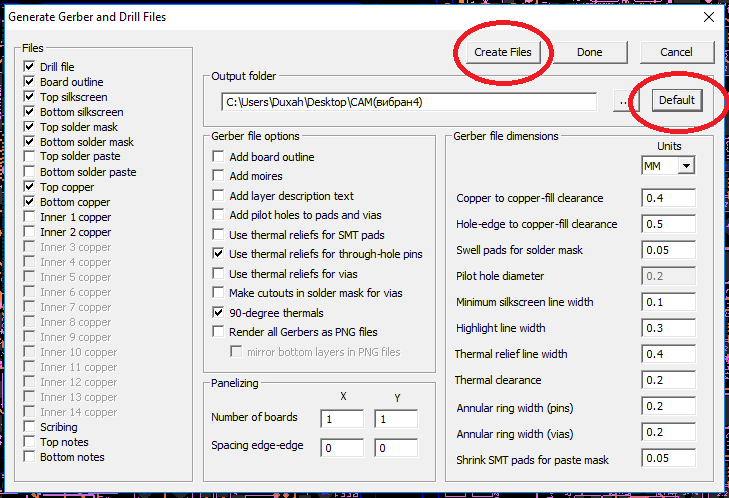 Generate Gerber and Drill Files
Files
Drill file
Board outline
Top silkscreen
Bottom silkscreen
Top solder mask
Bottom solder mask
Top solder paste
Bottom solder paste
Top copper
Bottom copper
Inner 1 copper
Inner 2 copper
Inner 3 copper
Inner 4 copper
Inner 5 copper
Inner 6 copper
Inner 7 copper
Inner 8 copper
Inner 9 copper
Inner 10 copper
Inner 11 copper
Inner 12 copper
Inner 13 copper
Inner 14 copper
Scribing
Top notes
Bottom notes
Create Files
Done
Cancel
Output folder
C:\Users\Duxah\Desktop\CAM(вибран4)
...
Default
Gerber file options
Add board outline
Add moires
Add layer description text
Add pilot holes to pads and vias
Use thermal reliefs for SMT pads
Use thermal reliefs for through-hole pins
Use thermal reliefs for vias
Make cutouts in solder mask for vias
90-degree thermals
Render all Gerbers as PNG files
mirror bottom layers in PNG files
Panelizing
X Y
Number of boards 1 1
Spacing edge-edge 0 0
Gerber file dimensions
Units
MM
Copper to copper-fill clearance 0.4
Hole-edge to copper-fill clearance 0.5
Swell pads for solder mask 0.05
Pilot hole diameter 0.2
Minimum silkscreen line width 0.1
Highlight line width 0.3
Thermal relief line width 0.4
Thermal clearance 0.2
Annular ring width (pins) 0.2
Annular ring width (vias) 0.2
Shrink SMT pads for paste mask 0.05